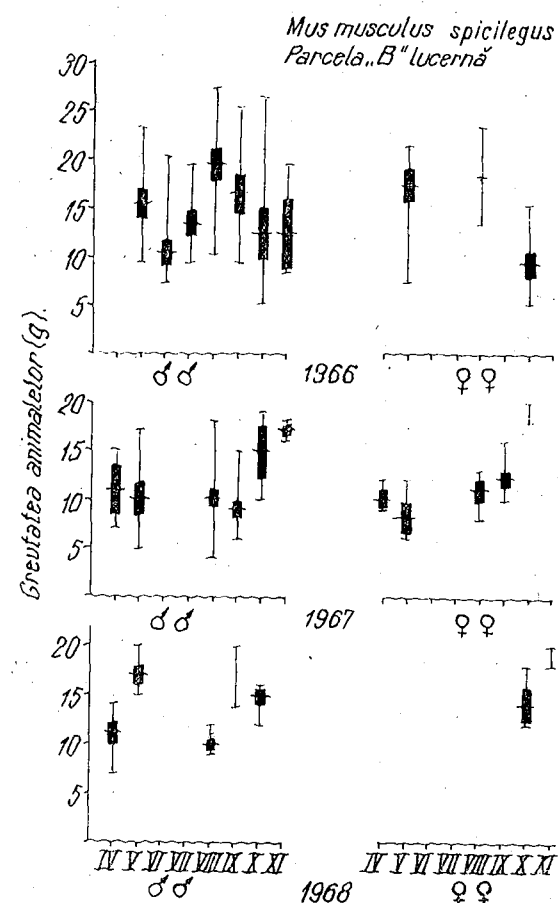 Mus musculus spicilegus
Parcela „B" lucernă
Greutatea animalelor (g).
30
25
20
15
10
5
♂♂ 1966 ♀♀
20
15
10
5
♂♂ 1967 ♀♀
20
15
10
5
IV V VI VII VIII IX X XI IV V VI VII VIII IX X XI
♂♂ 1968 ♀♀